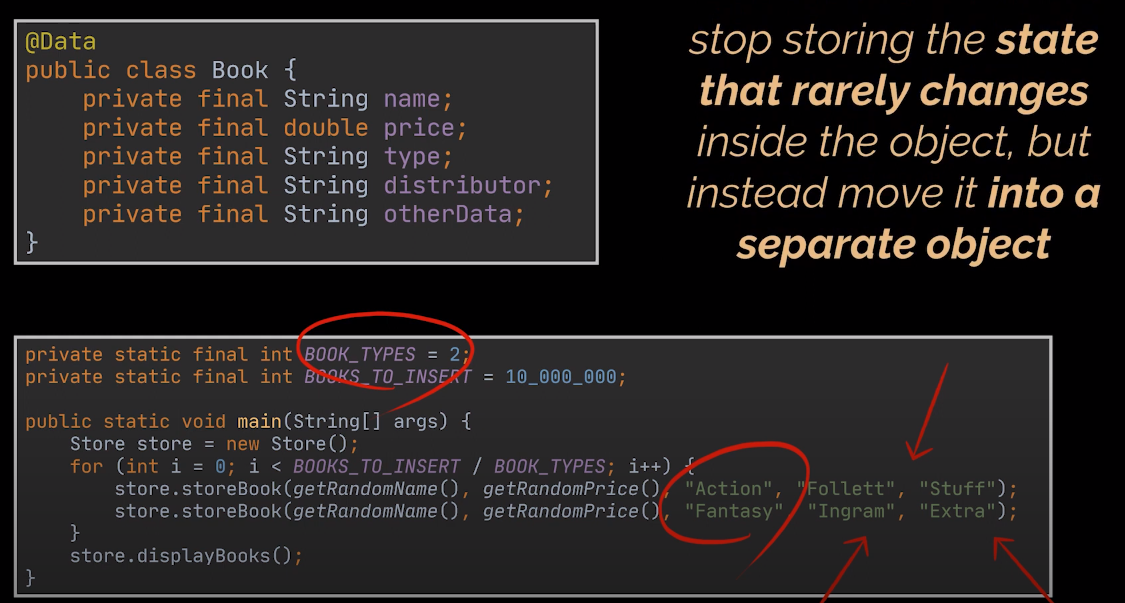 @Data
public class Book {
    private final String name;
    private final double price;
    private final String type;
    private final String distributor;
    private final String otherData;
}
stop storing the state
that rarely changes
inside the object, but
instead move it into a
separate object
private static final int BOOK_TYPES = 2;
private static final int BOOKS_TO_INSERT = 10_000_000;
public static void main(String[] args) {
    Store store = new Store();
    for (int i = 0; i < BOOKS_TO_INSERT / BOOK_TYPES; i++) {
        store.storeBook(getRandomName(), getRandomPrice(), "Action", "Follett", "Stuff");
        store.storeBook(getRandomName(), getRandomPrice(), "Fantasy", "Ingram", "Extra");
    }
    store.displayBooks();
}